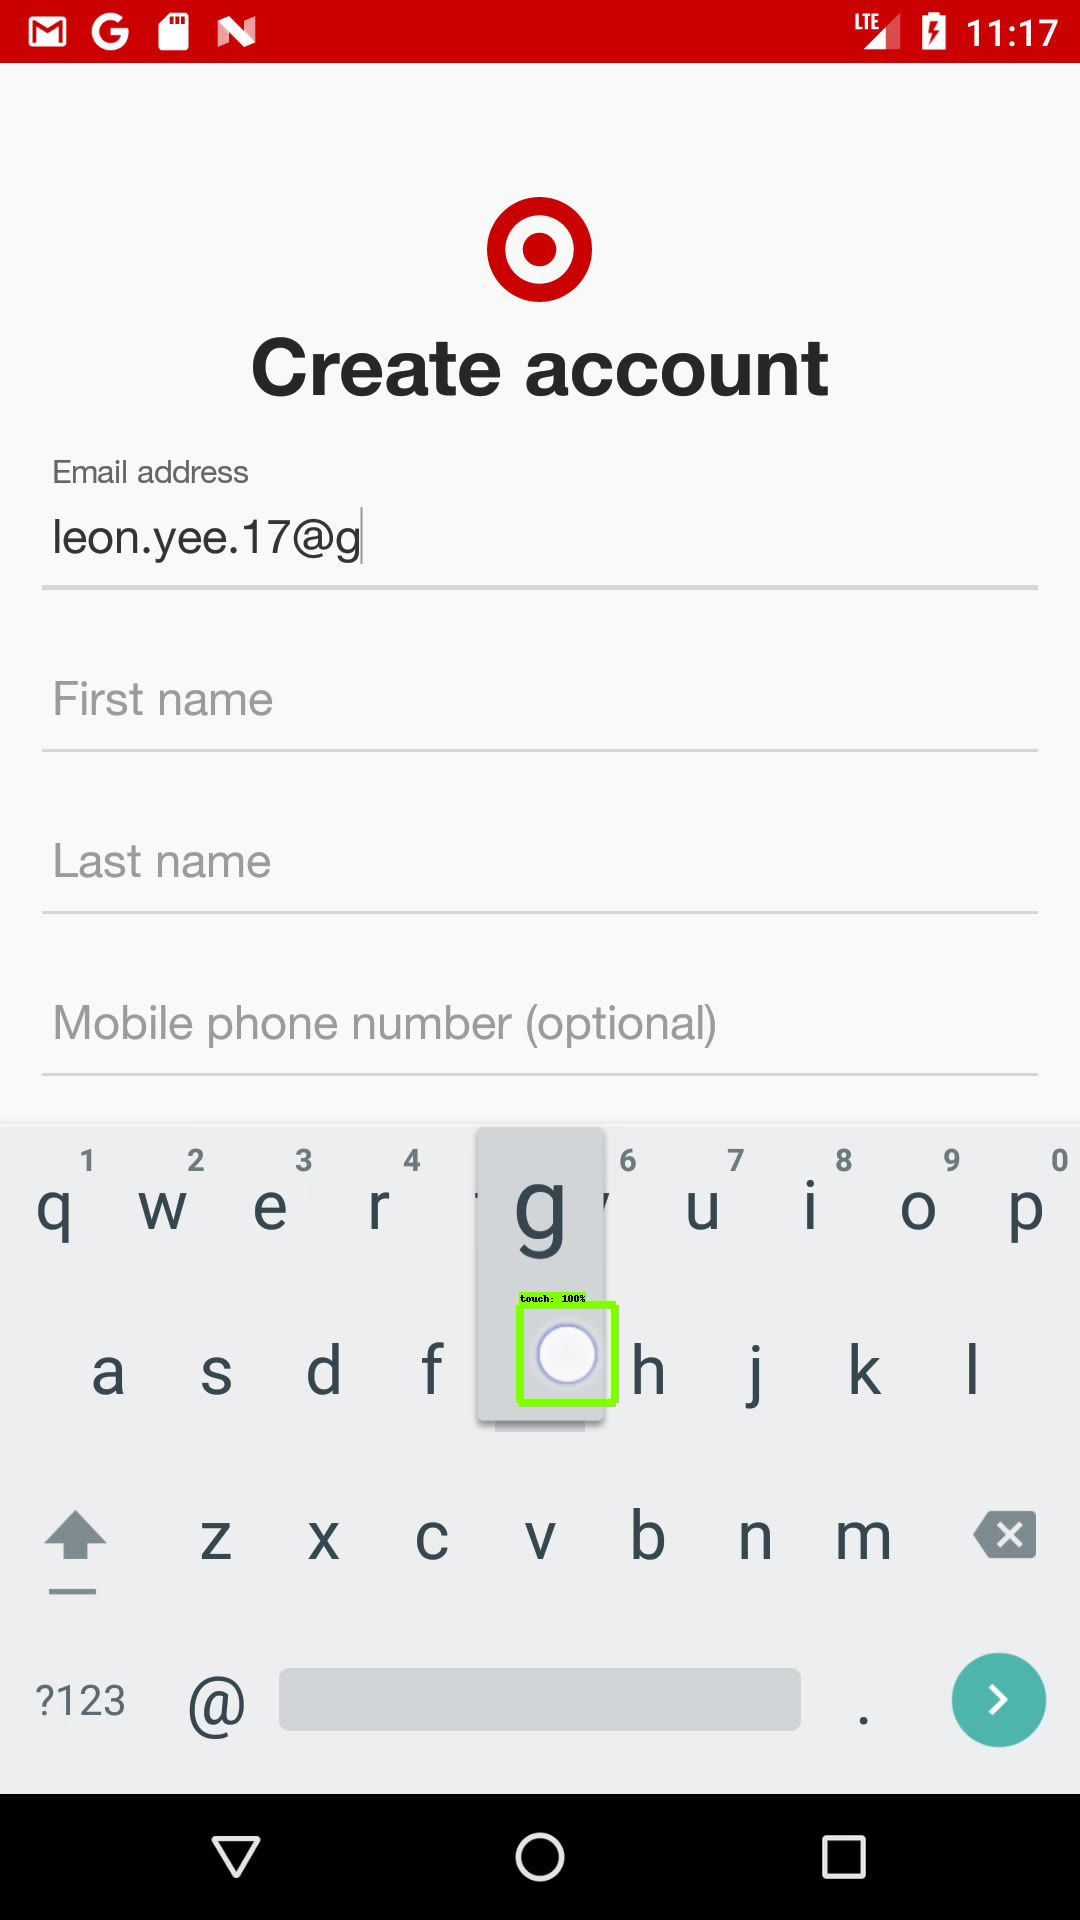 LTE 11:17
Create account
Email address
leon.yee.17@g
First name
Last name
Mobile phone number (optional)
1 2 3 4 6 7 8 9 0
q w e r g u i o p
touch: 100%
a s d f h j k l
z x c v b n m
?123 @ .